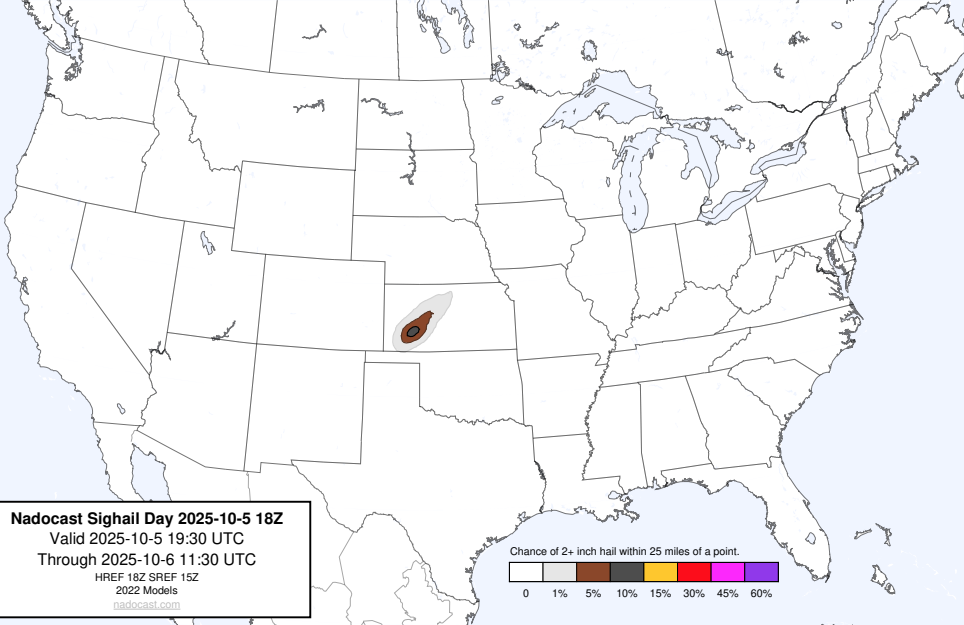 Nadocast Sighail Day 2025-10-5 18Z
Valid 2025-10-5 19:30 UTC
Through 2025-10-6 11:30 UTC
HREF 18Z SREF 15Z
2022 Models
nadocast.com
Chance of 2+ inch hail within 25 miles of a point.
0 1% 5% 10% 15% 30% 45% 60%